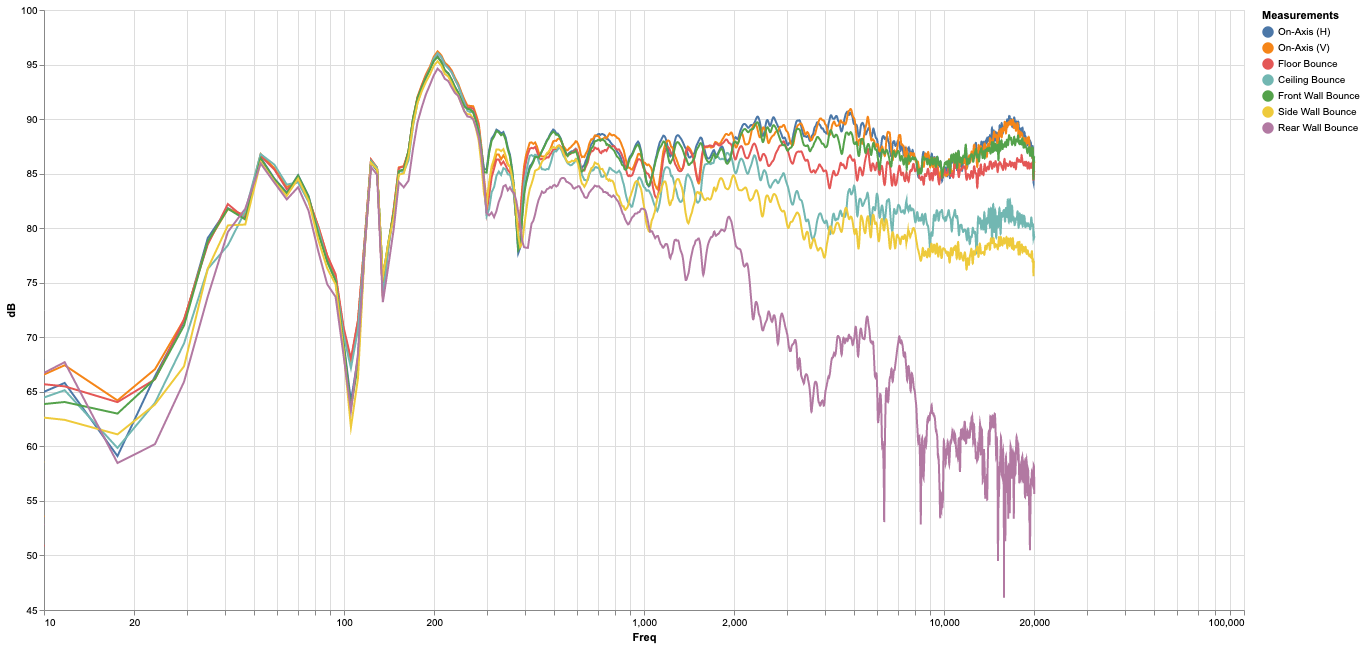 100
95
90
85
80
75
70
65
60
55
50
45
dB
10
20
100
200
1,000
2,000
10,000
20,000
100,000
Freq
Measurements
On-Axis (H)
On-Axis (V)
Floor Bounce
Ceiling Bounce
Front Wall Bounce
Side Wall Bounce
Rear Wall Bounce